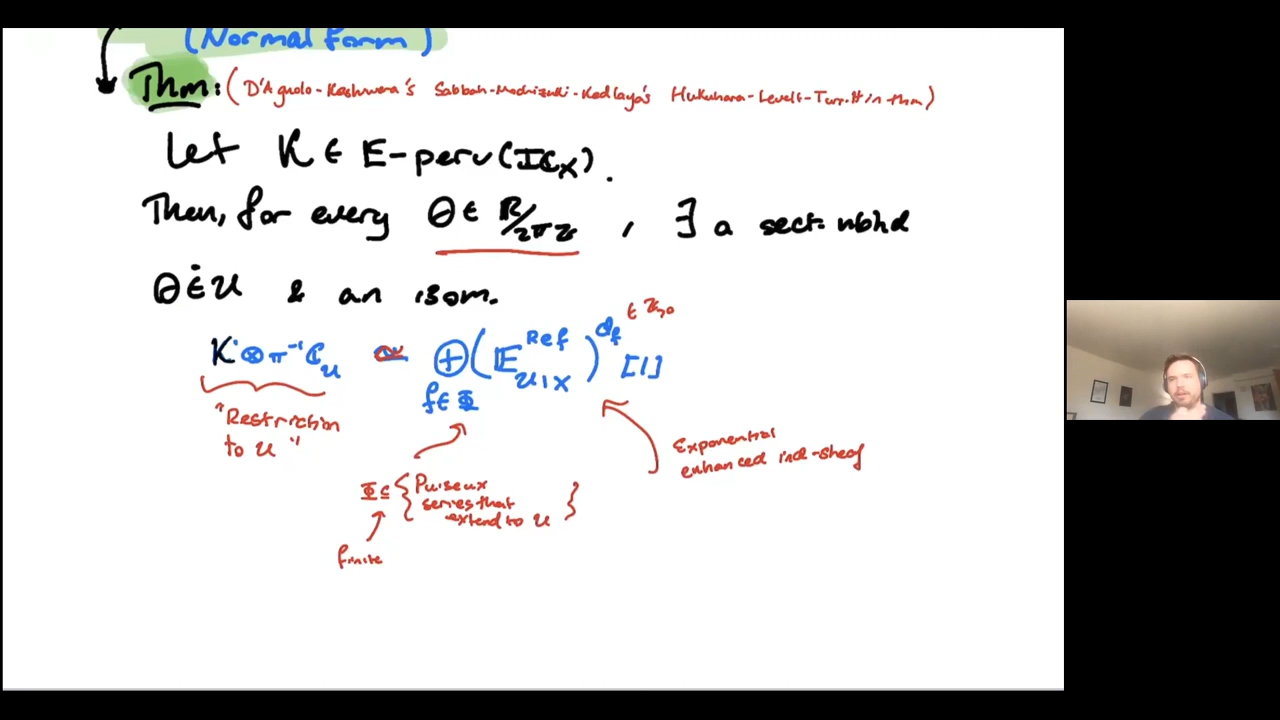 (Normal form)
Thm: (D'Agnolo-Kashiwara's Sabbah-Mochizuki-Kedlaya's Hukuhara-Levelt-Turrittin thm)
Let K ∈ E-perv(IC_X).
Then, for every θ ∈ R/2πZ, ∃ a sect. nbhd
θ ∈̇ U & an isom.
K ⊗ π⁻¹C_U ≃ ⊕_{f∈Φ} (E^{Ref}_{U|X})^{d_f} [1]
∈ Z≥0
"Restriction
to U"
Exponential
enhanced ind-sheaf
Φ ⊆ { Puiseux
series that
extend to U }
finite